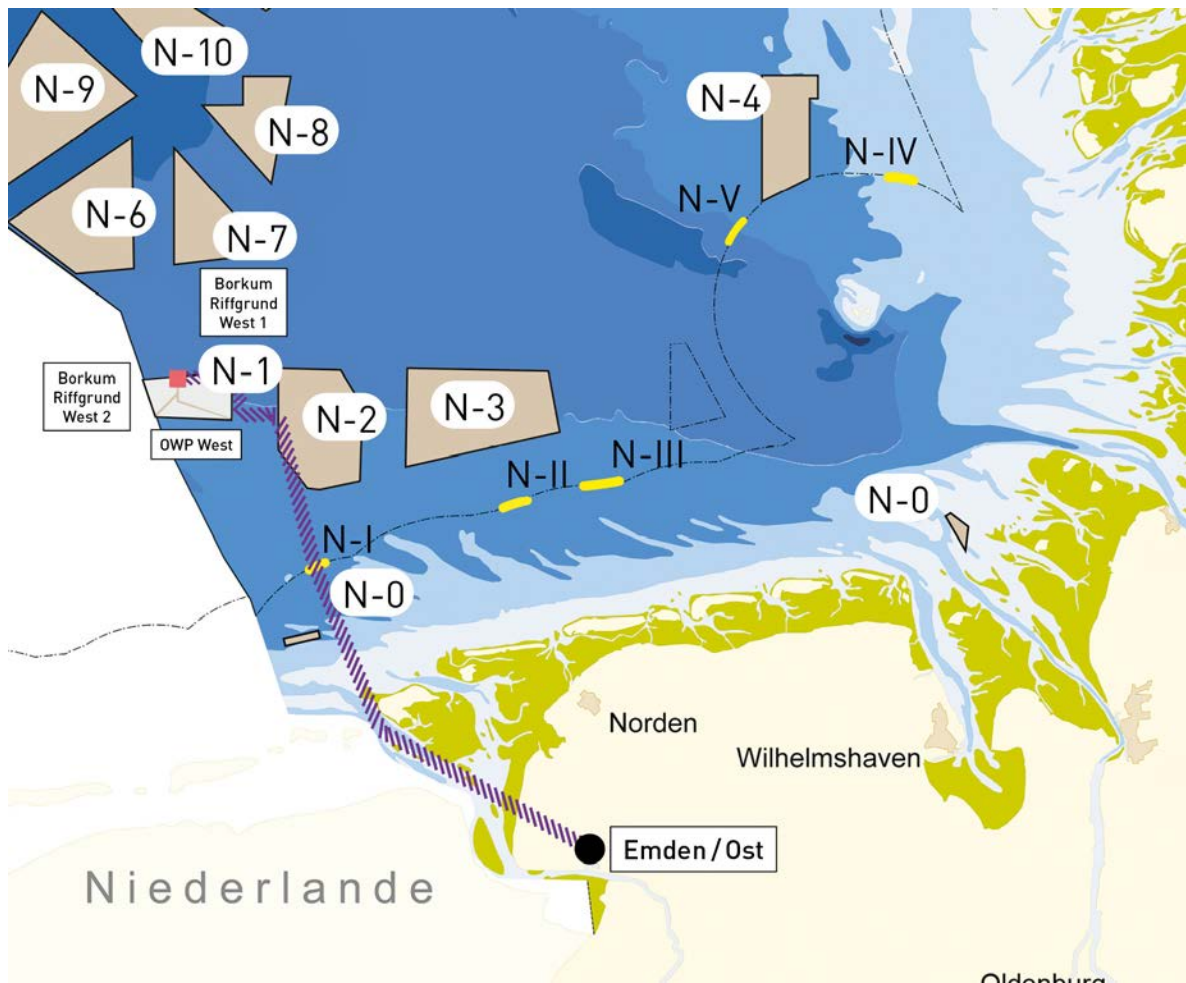 N-10
N-9
N-8
N-4
N-IV
N-V
N-6
N-7
Borkum
Riffgrund
West 1
N-1
Borkum
Riffgrund
West 2
N-2
N-3
OWP West
N-II
N-III
N-0
N-I
N-0
Norden
Wilhelmshaven
Emden / Ost
Niederlande
Oldenburg